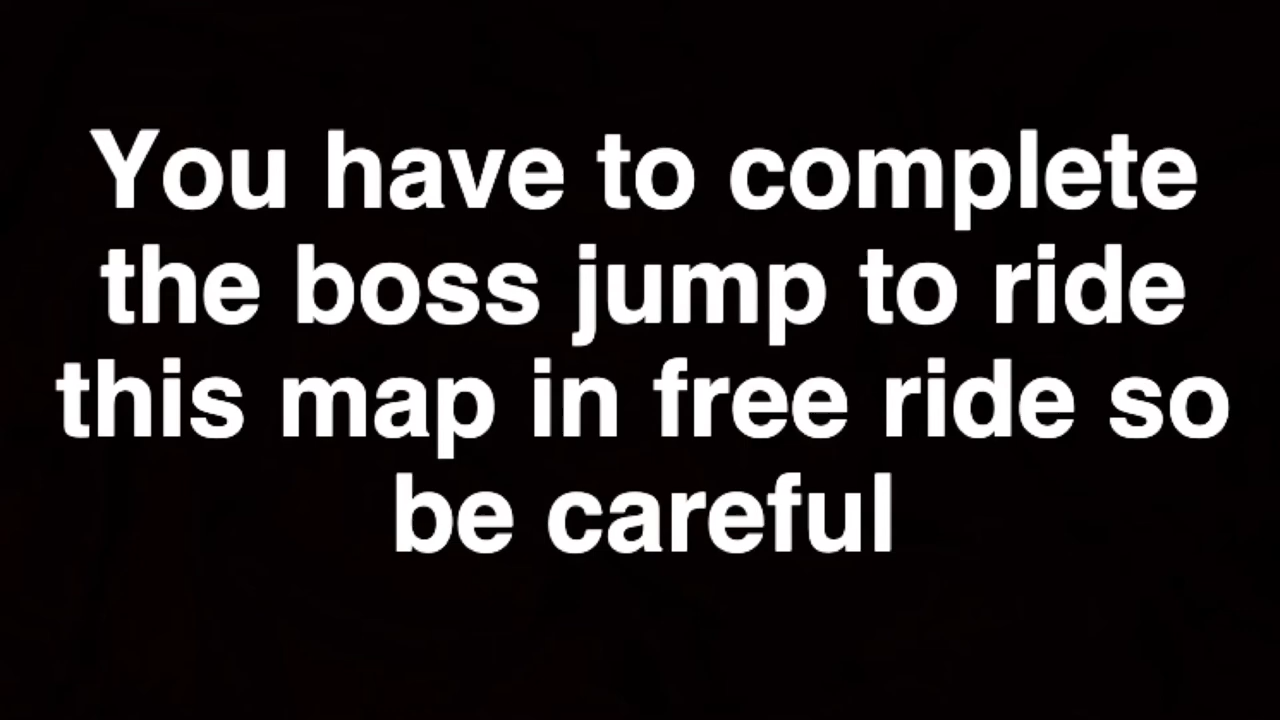 You have to complete
the boss jump to ride
this map in free ride so
be careful